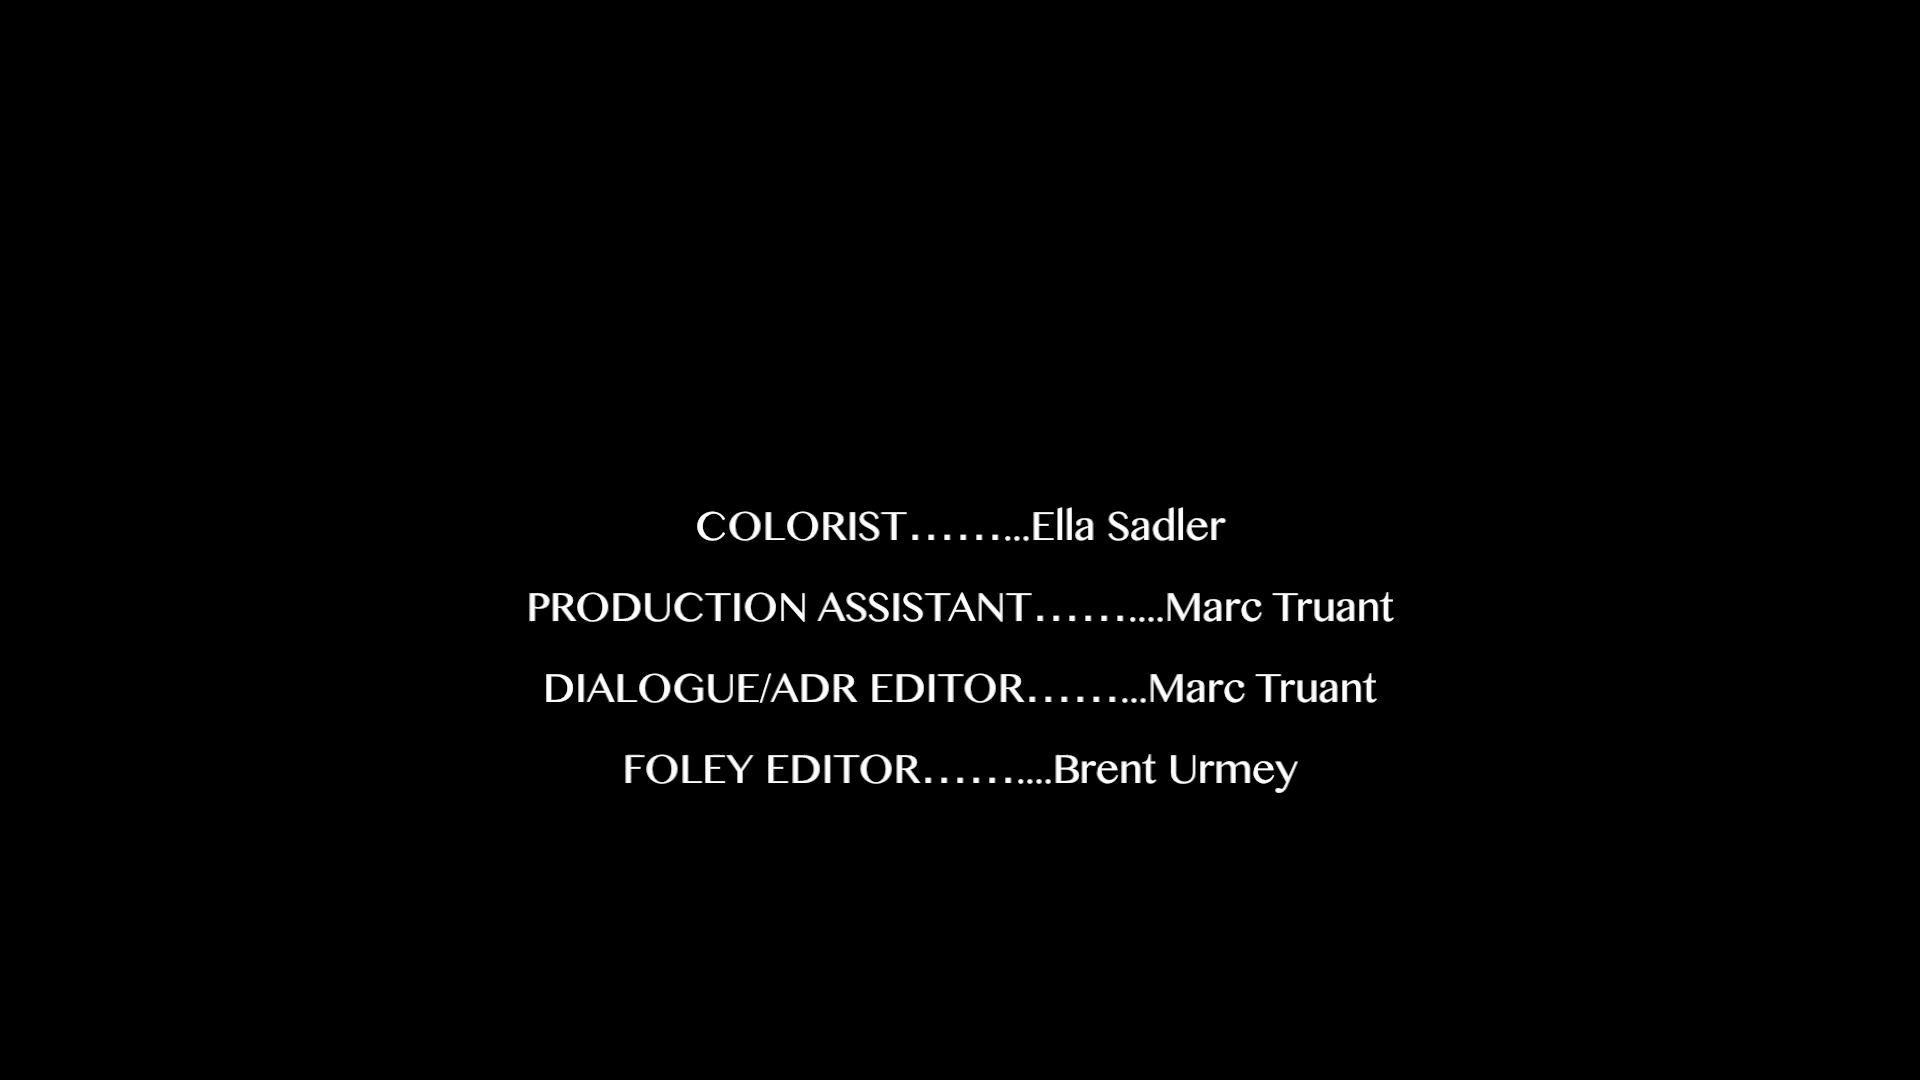 COLORIST……...Ella Sadler
PRODUCTION ASSISTANT……....Marc Truant
DIALOGUE/ADR EDITOR……...Marc Truant
FOLEY EDITOR……....Brent Urmey